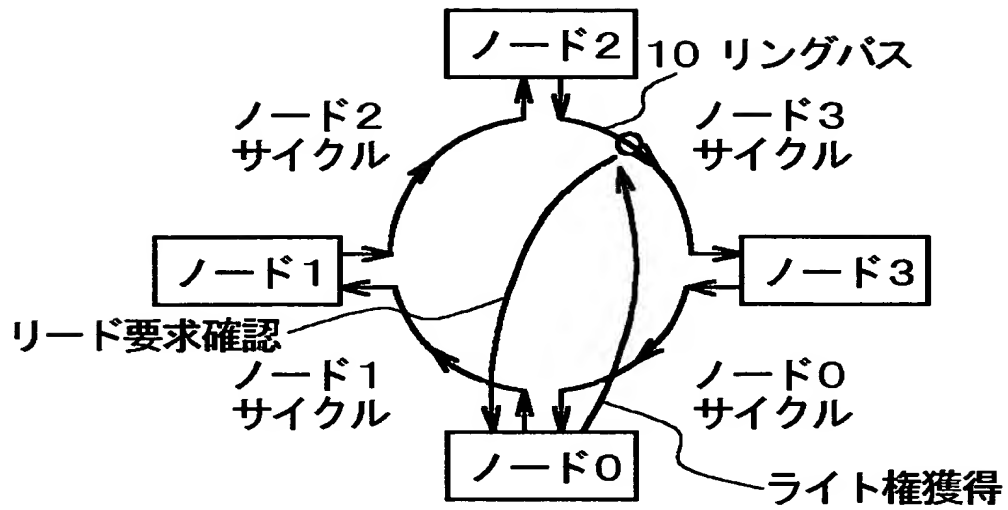 ノード2
10 リングバス
ノード2
サイクル
ノード3
サイクル
ノード1
ノード3
リード要求確認
ノード1
サイクル
ノード0
サイクル
ノード0
ライト権獲得